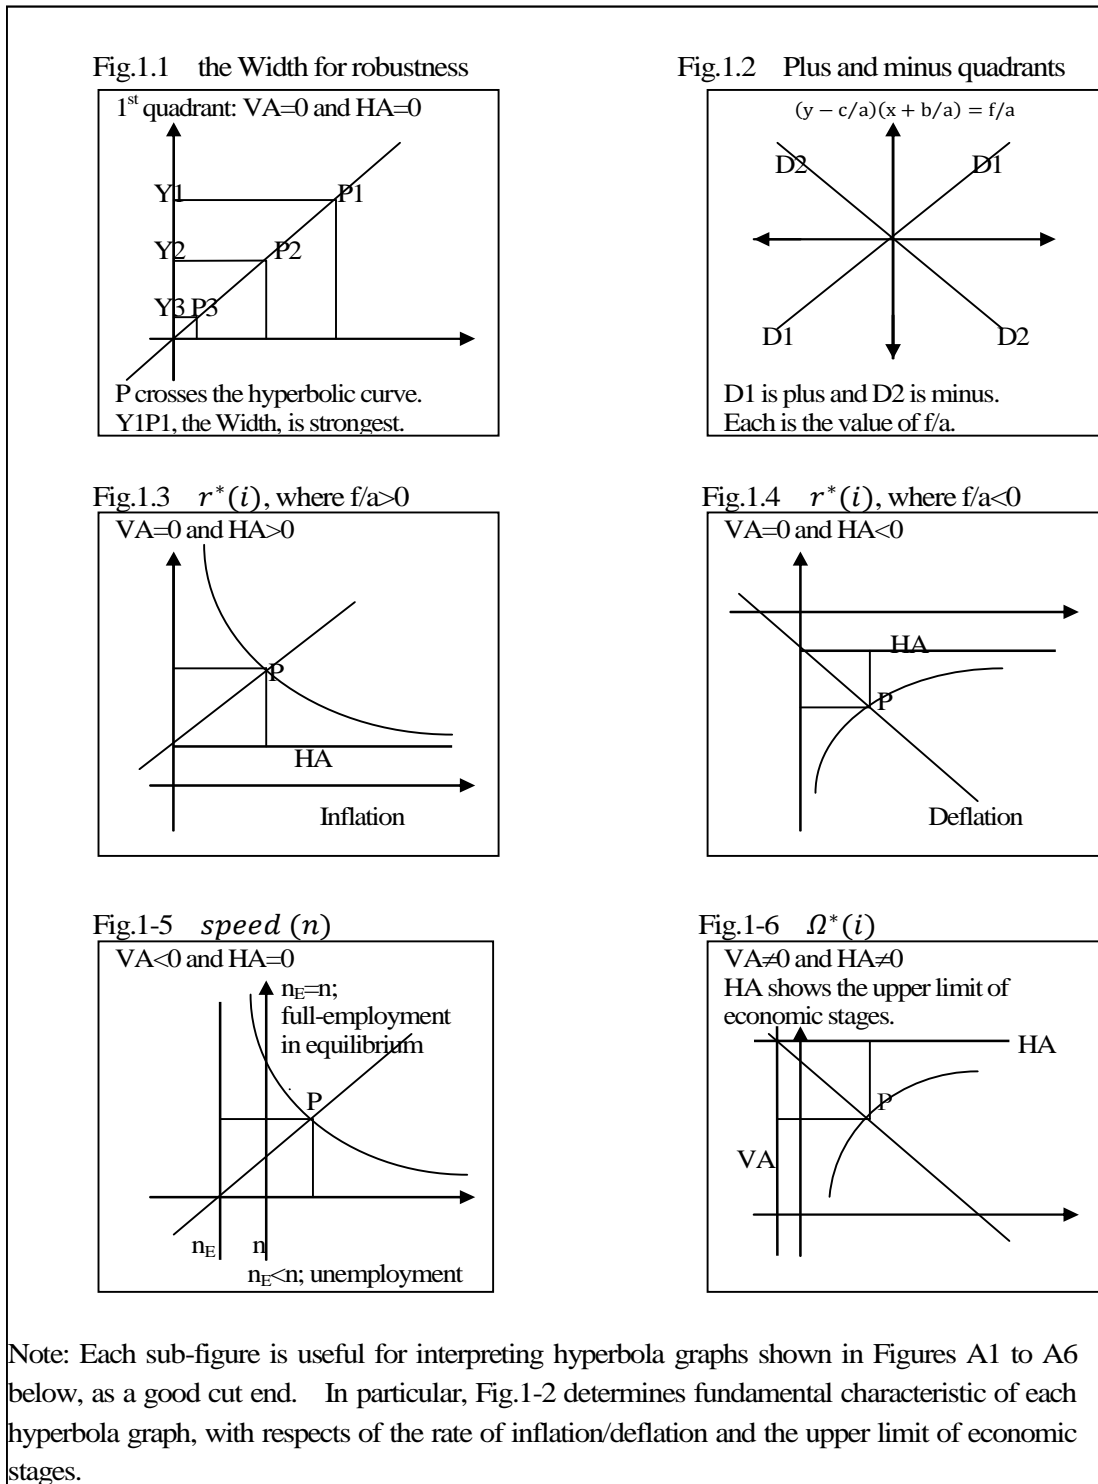 Fig.1.1 the Width for robustness
1st quadrant: VA=0 and HA=0
Y1
P1
Y2
P2
Y3 P3
P crosses the hyperbolic curve.
Y1P1, the Width, is strongest.
Fig.1.2 Plus and minus quadrants
(y − c/a)(x + b/a) = f/a
D2
D1
D1
D2
D1 is plus and D2 is minus.
Each is the value of f/a.
Fig.1.3 r*(i), where f/a>0
VA=0 and HA>0
P
HA
Inflation
Fig.1.4 r*(i), where f/a<0
VA=0 and HA<0
HA
P
Deflation
Fig.1-5 speed (n)
VA<0 and HA=0
nE=n;
full-employment
in equilibrium
P
nE n
nE<n; unemployment
Fig.1-6 Ω*(i)
VA≠0 and HA≠0
HA shows the upper limit of
economic stages.
HA
P
VA
Note: Each sub-figure is useful for interpreting hyperbola graphs shown in Figures A1 to A6
below, as a good cut end. In particular, Fig.1-2 determines fundamental characteristic of each
hyperbola graph, with respects of the rate of inflation/deflation and the upper limit of economic
stages.